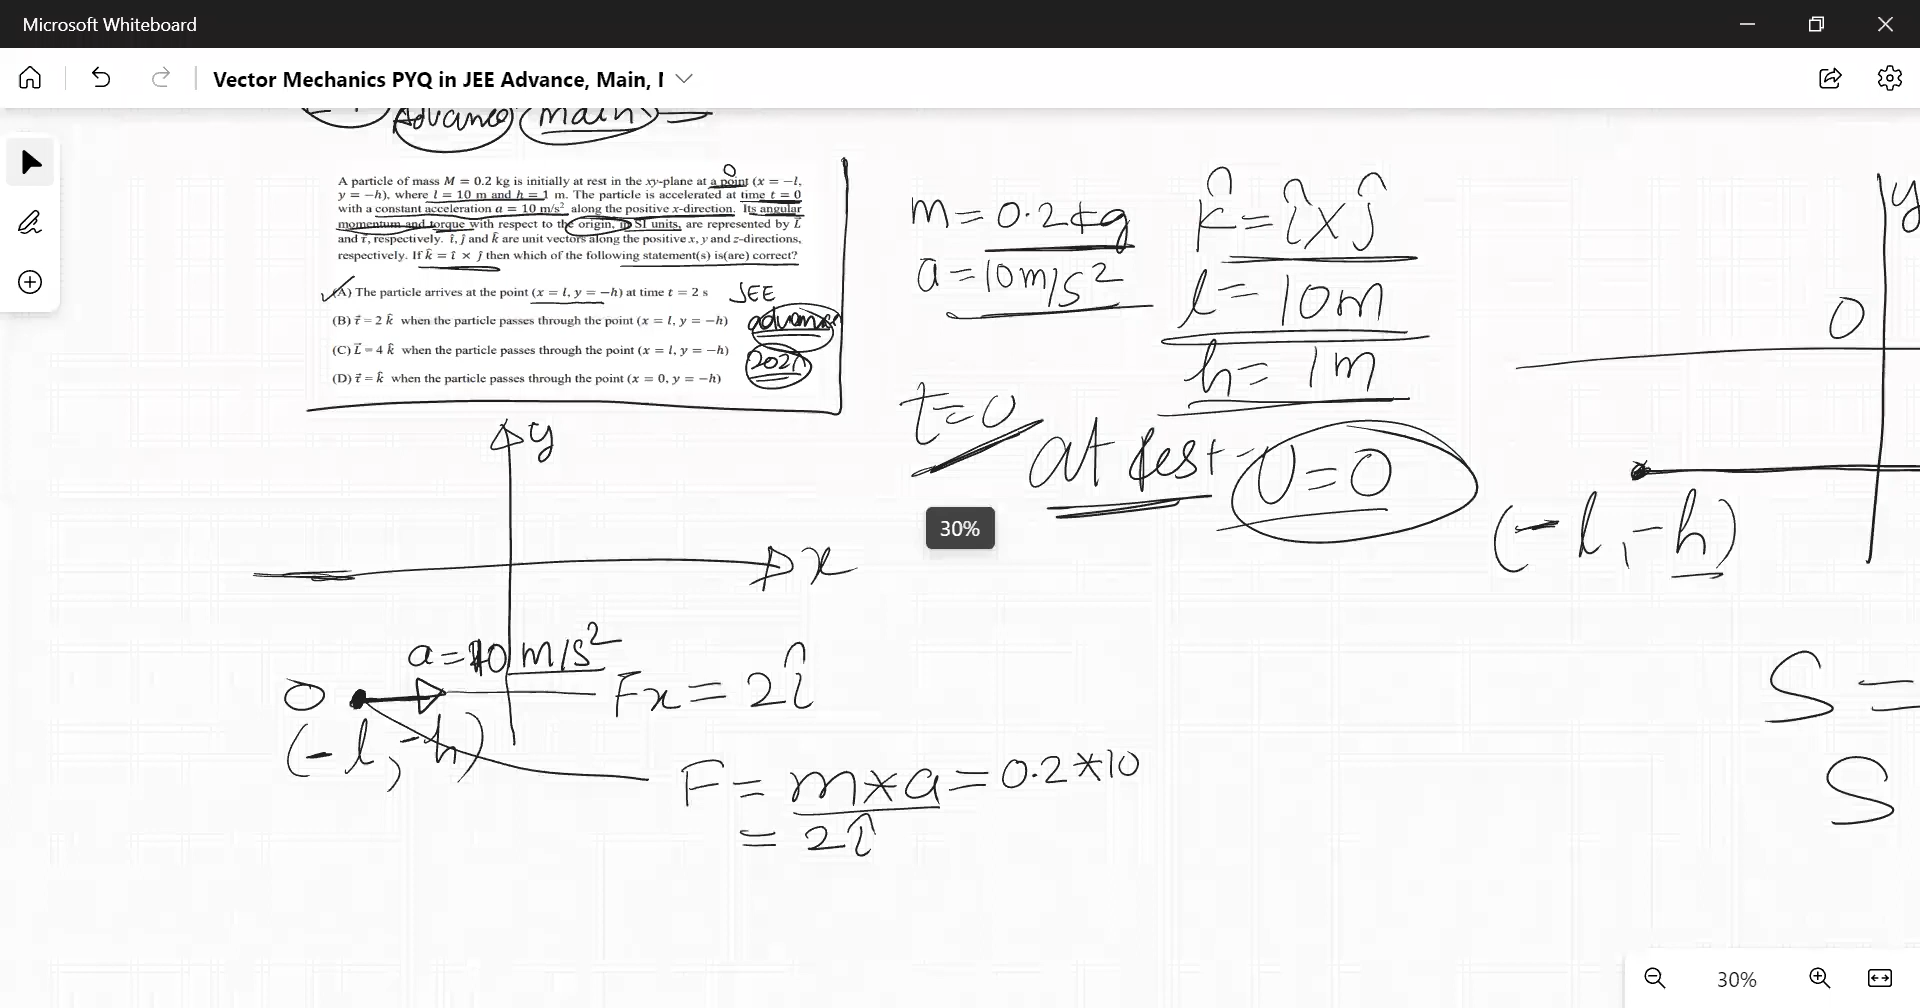 Microsoft Whiteboard
Vector Mechanics PYQ in JEE Advance, Main, I
Advance main
O
A particle of mass M = 0.2 kg is initially at rest in the xy-plane at a point (x = −l,
y = −h), where l = 10 m and h = 1 m. The particle is accelerated at time t = 0
with a constant acceleration a = 10 m/s² along the positive x-direction. Its angular
momentum and torque with respect to the origin, in SI units, are represented by L⃗
and τ⃗, respectively. î, ĵ and k̂ are unit vectors along the positive x, y and z-directions,
respectively. If k̂ = î × ĵ then which of the following statement(s) is(are) correct?
(A) The particle arrives at the point (x = l, y = −h) at time t = 2 s
(B) τ⃗ = 2 k̂ when the particle passes through the point (x = l, y = −h)
(C) L⃗ = 4 k̂ when the particle passes through the point (x = l, y = −h)
(D) τ⃗ = k̂ when the particle passes through the point (x = 0, y = −h)
JEE
advance
2021
m = 0.2 kg
a = 10 m/s²
k̂ = î x ĵ
l = 10m
h = 1m
t = 0
at rest - U = 0
y
x
a = 10 m/s²
O
(-l, -h)
Fx = 2î
F = m * a = 0.2 * 10
= 2î
y
O
(-l, -h)
S =
S
30%
30%